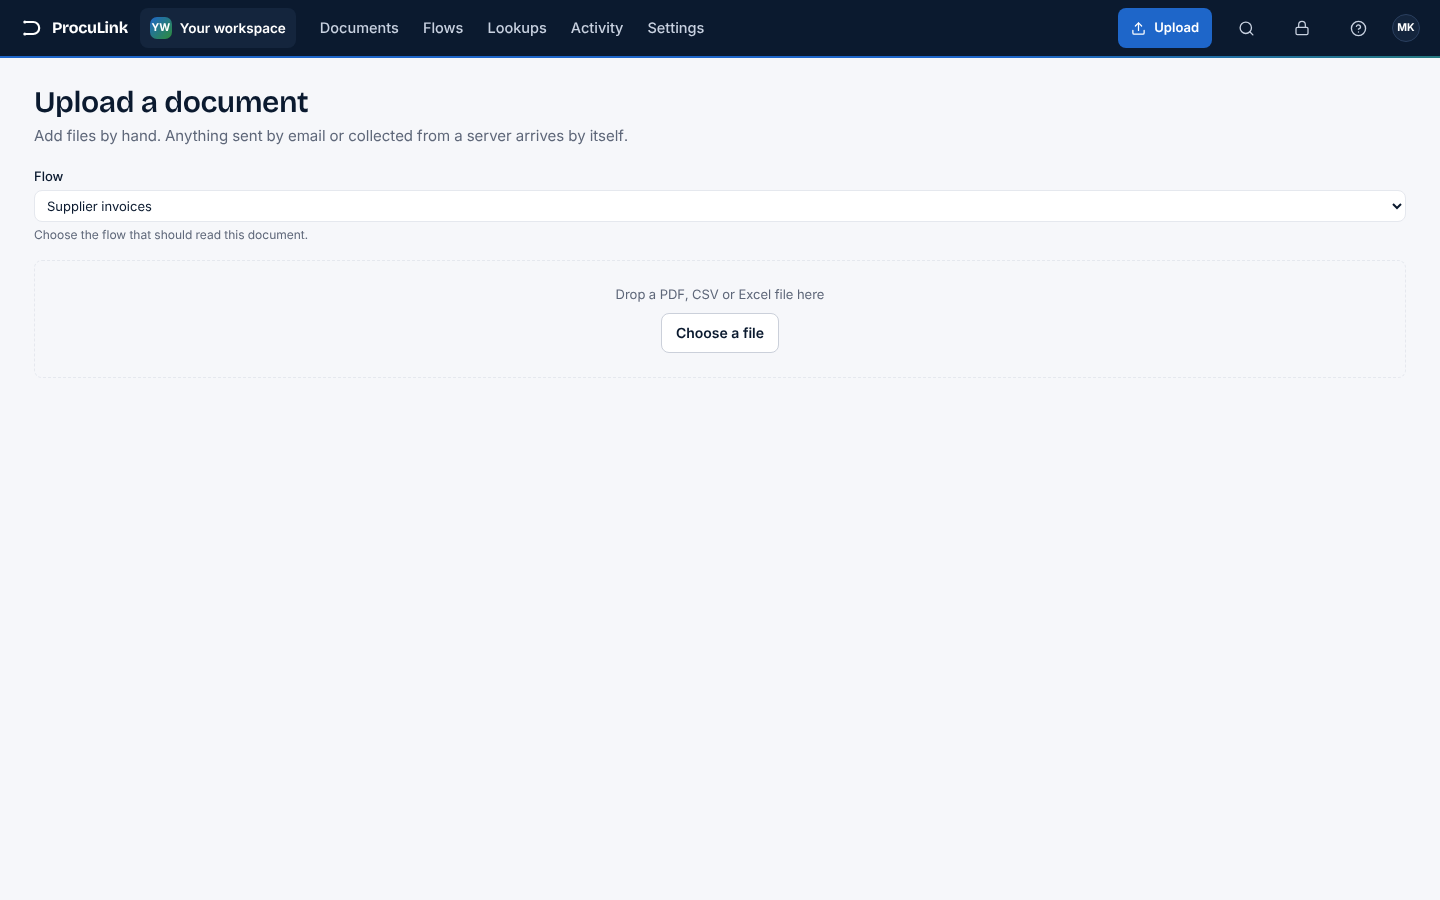 ProcuLink
YW Your workspace
Documents
Flows
Lookups
Activity
Settings
Upload
MK
Upload a document
Add files by hand. Anything sent by email or collected from a server arrives by itself.
Flow
Supplier invoices
Choose the flow that should read this document.
Drop a PDF, CSV or Excel file here
Choose a file